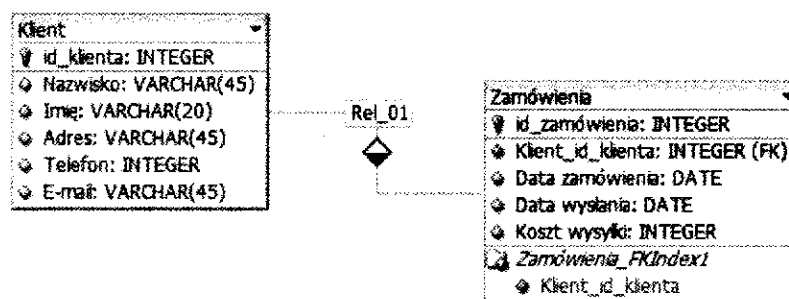 Klient
id_klienta: INTEGER
Nazwisko: VARCHAR(45)
Imię: VARCHAR(20)
Adres: VARCHAR(45)
Telefon: INTEGER
E-mail: VARCHAR(45)
Rel_01
Zamówienia
id_zamówienia: INTEGER
Klient_id_klienta: INTEGER (FK)
Data zamówienia: DATE
Data wysłania: DATE
Koszt wysyłki: INTEGER
Zamówienia_FKIndex1
Klient_id_klienta